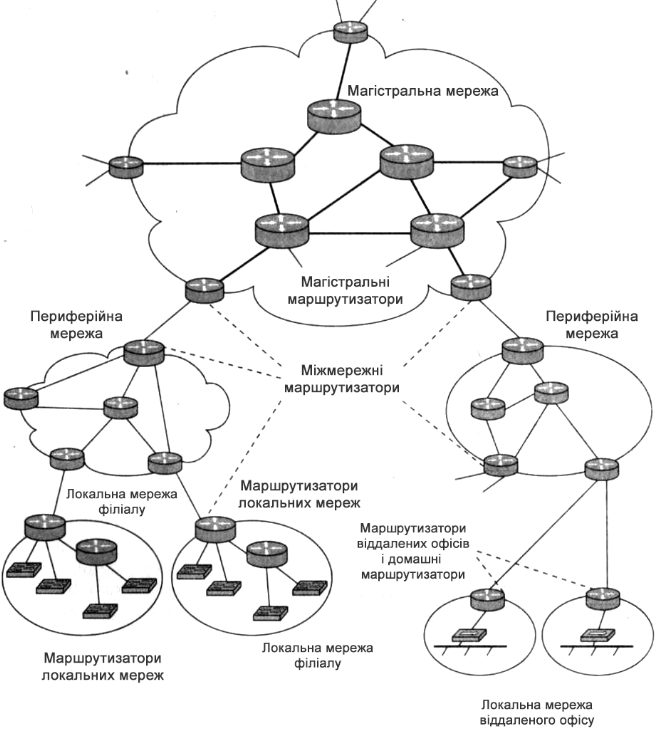 Магістральна мережа
Магістральні
маршрутизатори
Периферійна
мережа
Периферійна
мережа
Міжмережні
маршрутизатори
Локальна мережа
філіалу
Маршрутизатори
локальних мереж
Маршрутизатори
віддалених офісів
і домашні
маршрутизатори
Маршрутизатори
локальних мереж
Локальна мережа
філіалу
Локальна мережа
віддаленого офісу